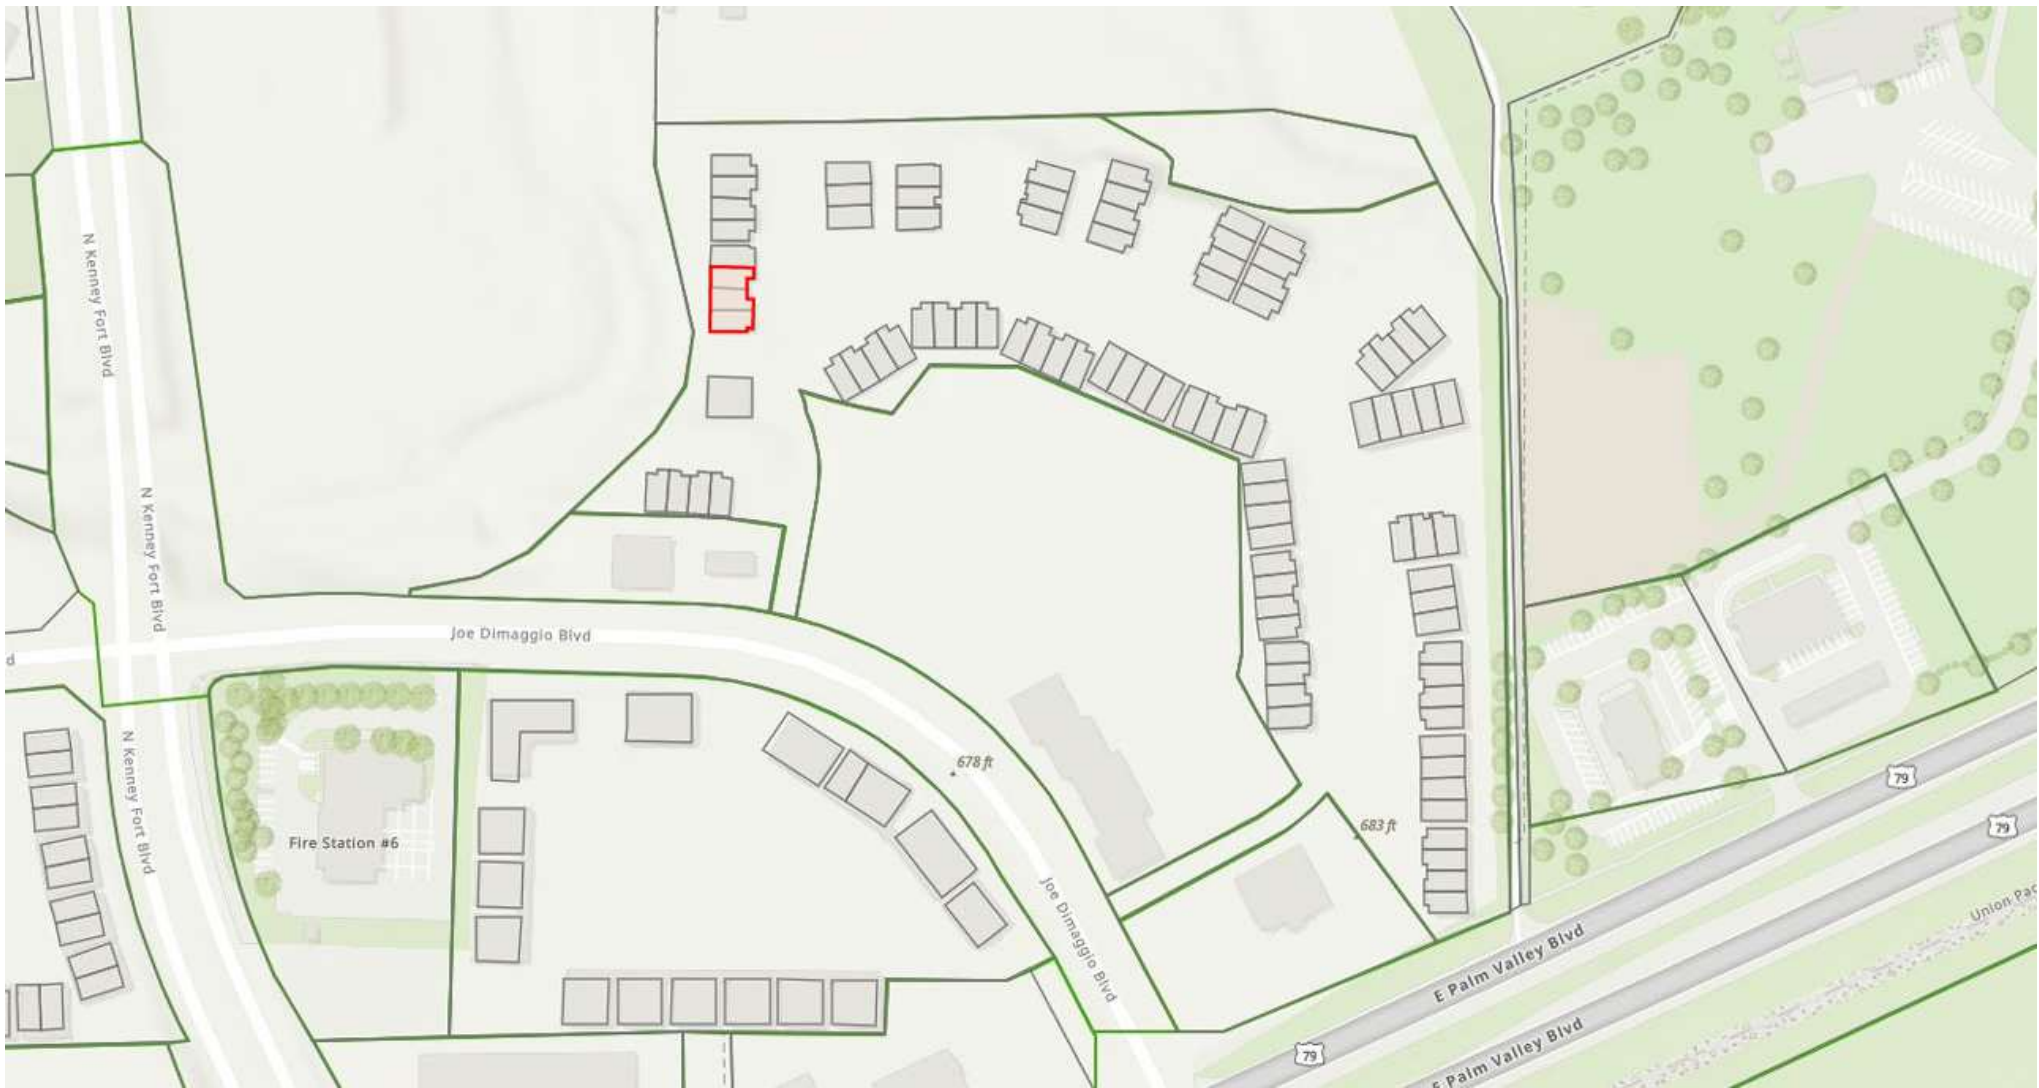 N Kenney Fort Blvd
N Kenney Fort Blvd
Joe Dimaggio Blvd
d
N Kenney Fort Blvd
678 ft
79
79
683 ft
Fire Station #6
Joe Dimaggio Blvd
Union Pac
E Palm Valley Blvd
79
E Palm Valley Blvd